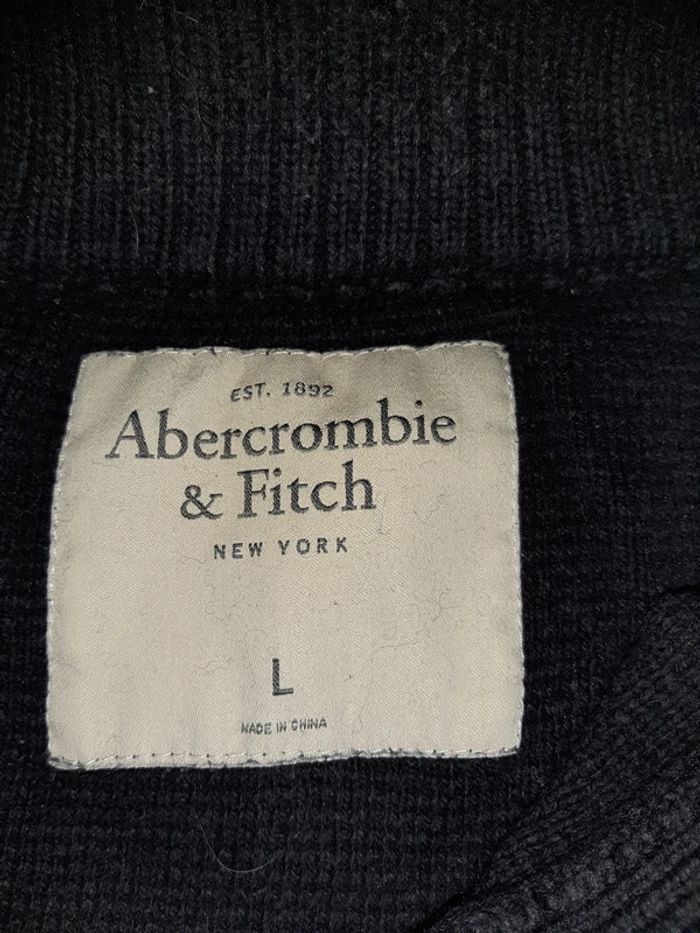 EST. 1892
Abercrombie
& Fitch
NEW YORK
L
MADE IN CHINA